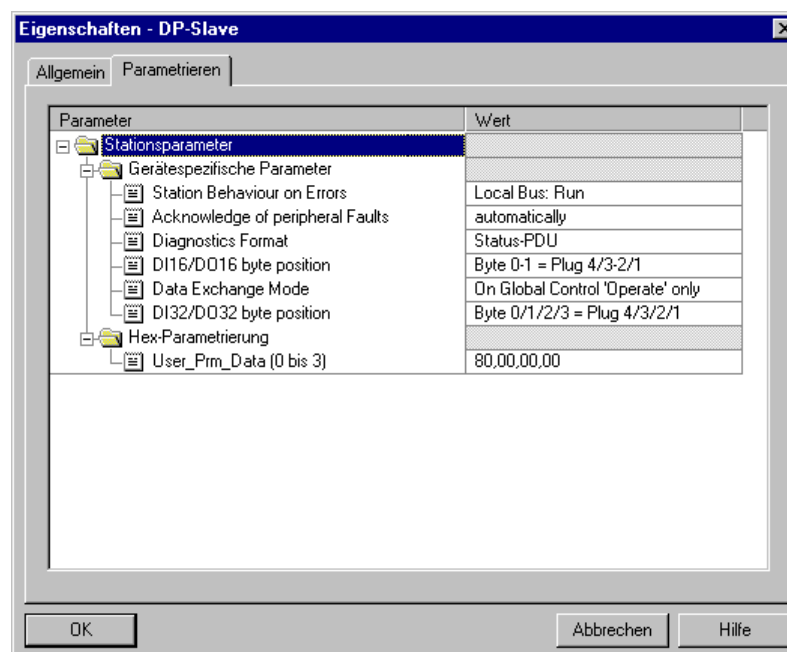 Eigenschaften - DP-Slave
Allgemein Parametrieren
Parameter Wert
Stationsparameter
Gerätespezifische Parameter
Station Behaviour on Errors Local Bus: Run
Acknowledge of peripheral Faults automatically
Diagnostics Format Status-PDU
DI16/DO16 byte position Byte 0-1 = Plug 4/3-2/1
Data Exchange Mode On Global Control 'Operate' only
DI32/DO32 byte position Byte 0/1/2/3 = Plug 4/3/2/1
Hex-Parametrierung
User_Prm_Data (0 bis 3) 80,00,00,00
OK Abbrechen Hilfe